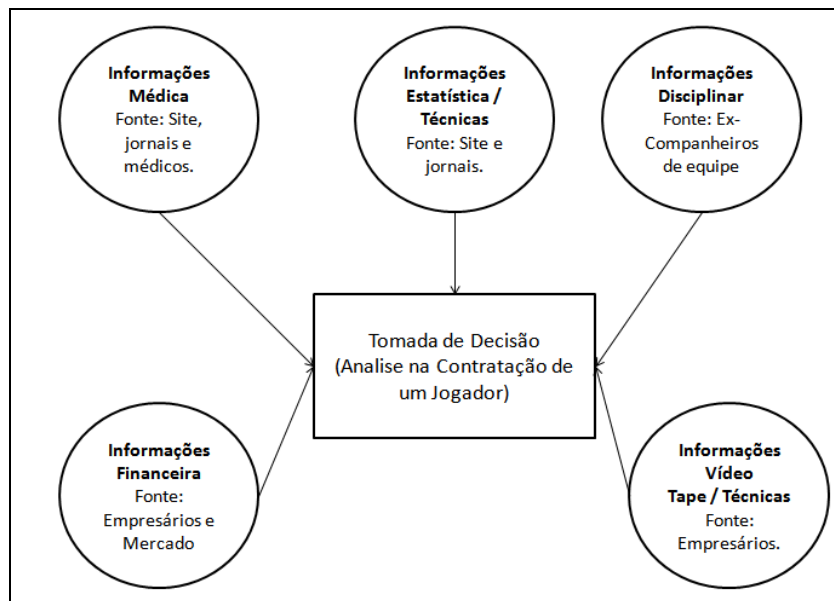 Informações
Médica
Fonte: Site,
jornais e
médicos.
Informações
Estatística /
Técnicas
Fonte: Site e
jornais.
Informações
Disciplinar
Fonte: Ex-
Companheiros
de equipe
Tomada de Decisão
(Analise na Contratação de
um Jogador)
Informações
Financeira
Fonte:
Empresários e
Mercado
Informações
Vídeo
Tape / Técnicas
Fonte:
Empresários.